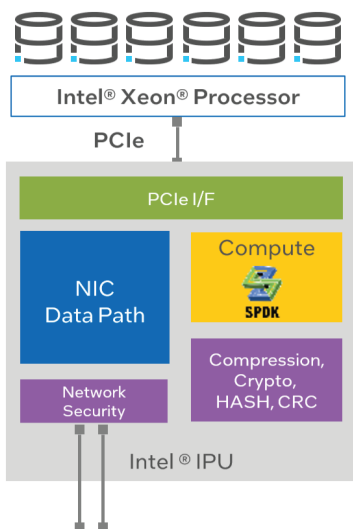 Intel® Xeon® Processor
PCIe
PCIe I/F
NIC
Data Path
Compute
SPDK
Network
Security
Compression,
Crypto,
HASH, CRC
Intel® IPU